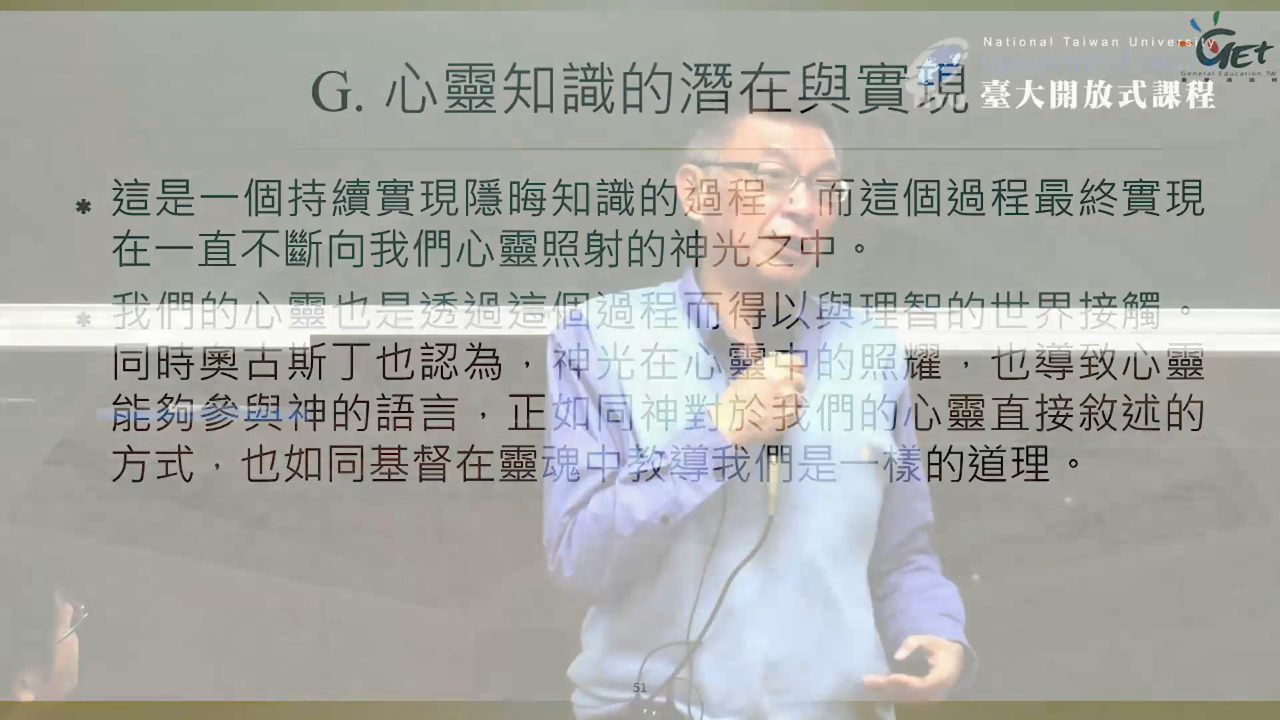 National Taiwan University
臺大開放式課程
GEt
General Education TW
G. 心靈知識的潛在與實現
* 這是一個持續實現隱晦知識的過程，而這個過程最終實現
在一直不斷向我們心靈照射的神光之中。
* 我們的心靈也是透過這個過程而得以與理智的世界接觸。
同時奧古斯丁也認為，神光在心靈中的照耀，也導致心靈
能夠參與神的語言，正如同神對於我們的心靈直接敘述的
方式，也如同基督在靈魂中教導我們是一樣的道理。
51